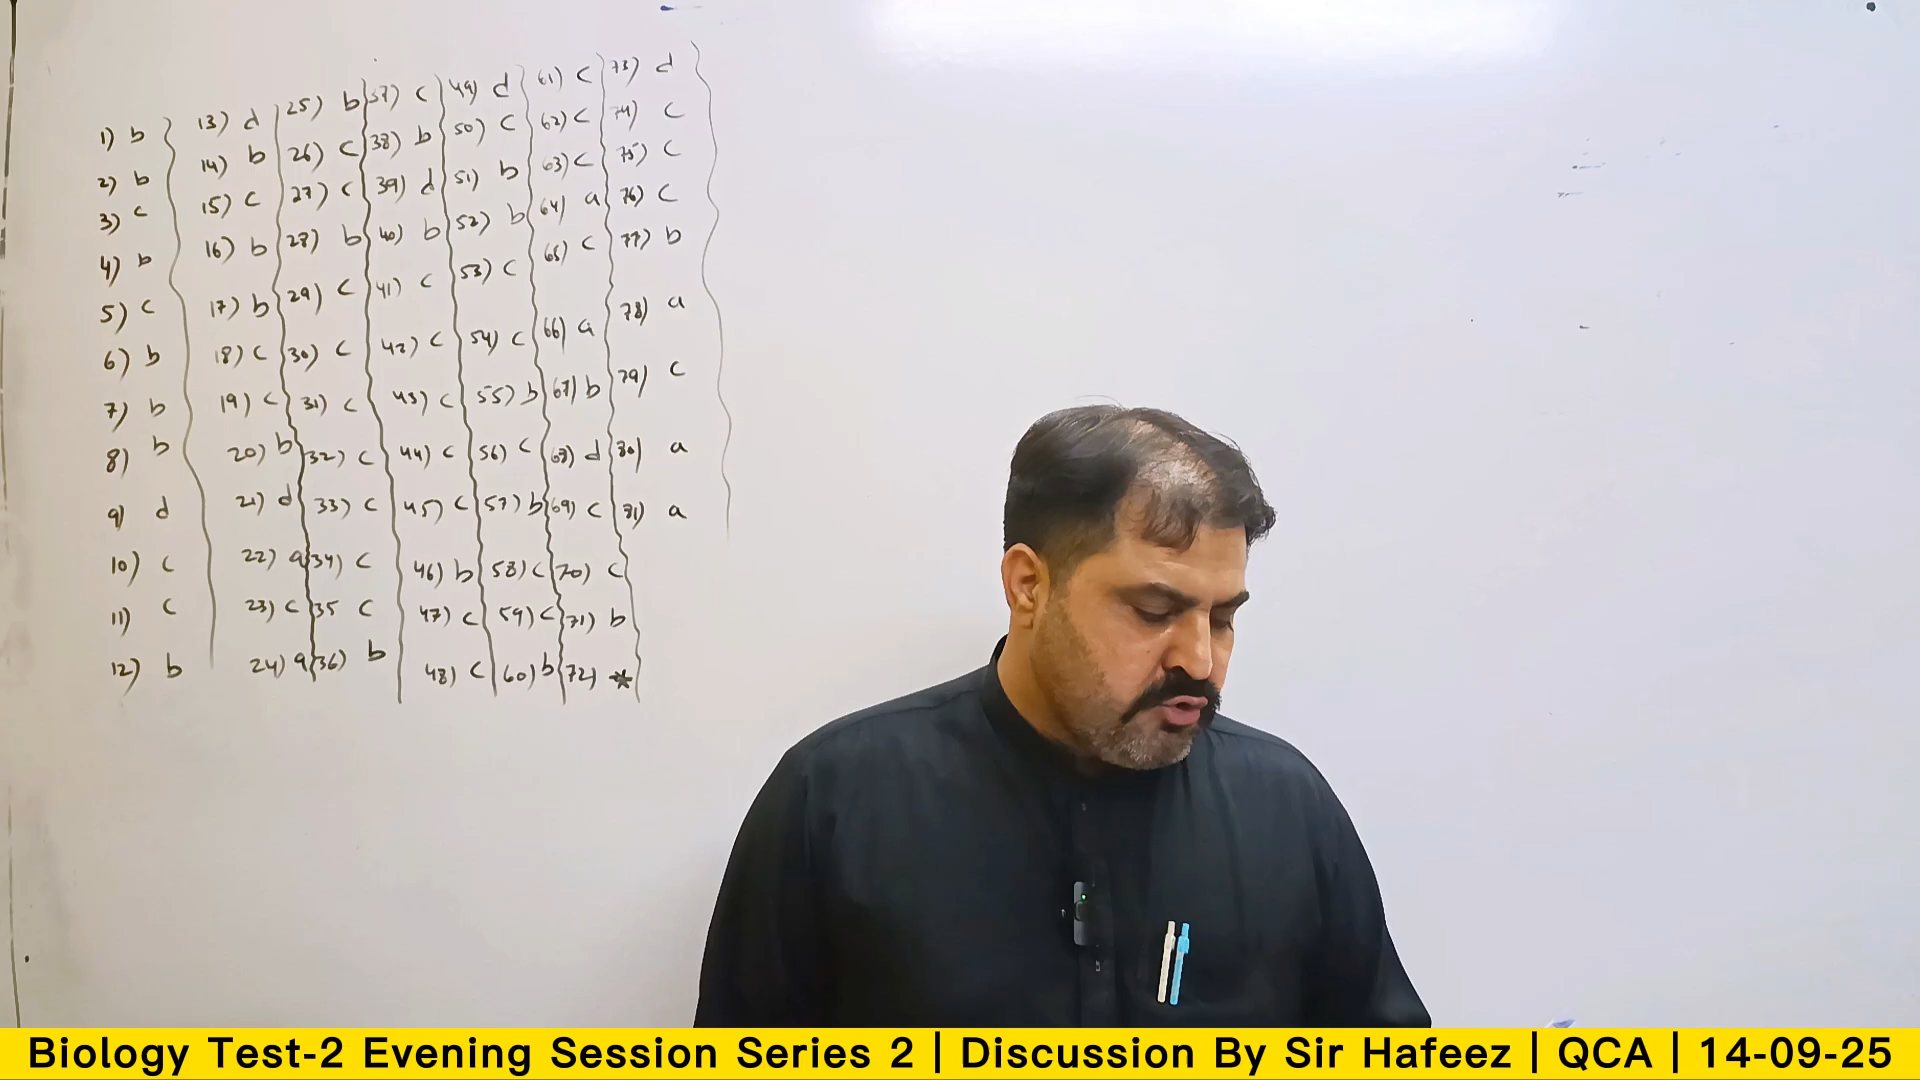 1) b
2) b
3) c
4) b
5) c
6) b
7) b
8) b
9) d
10) c
11) c
12) b
13) d
14) b
15) c
16) b
17) b
18) c
19) c
20) b
21) d
22) a
23) c
24) a
25) b
26) c
27) c
28) b
29) c
30) c
31) c
32) c
33) c
34) c
35 c
36) b
37) c
38) b
39) d
40) b
41) c
42) c
43) c
44) c
45) c
46) b
47) c
48) c
49) d
50) c
51) b
52) b
53) c
54) c
55) b
56) c
57) b
58) c
59) c
60) b
61) c
62) c
63) c
64) a
65) c
66) a
67) b
68) d
69) c
70) c
71) b
72) *
73) d
74) c
75) c
76) c
77) b
78) a
79) c
80) a
81) a
Biology Test-2 Evening Session Series 2 | Discussion By Sir Hafeez | QCA | 14-09-25